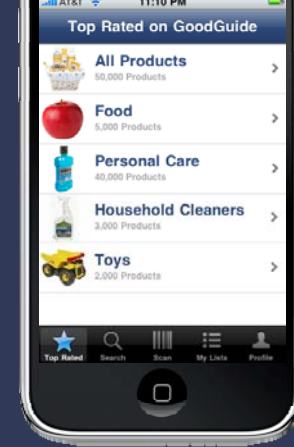 AT&T 11:10 PM
Top Rated on GoodGuide
All Products
50,000 Products
Food
5,000 Products
Personal Care
40,000 Products
Household Cleaners
3,000 Products
Toys
2,000 Products
Top Rated Search Scan My Lists Profile